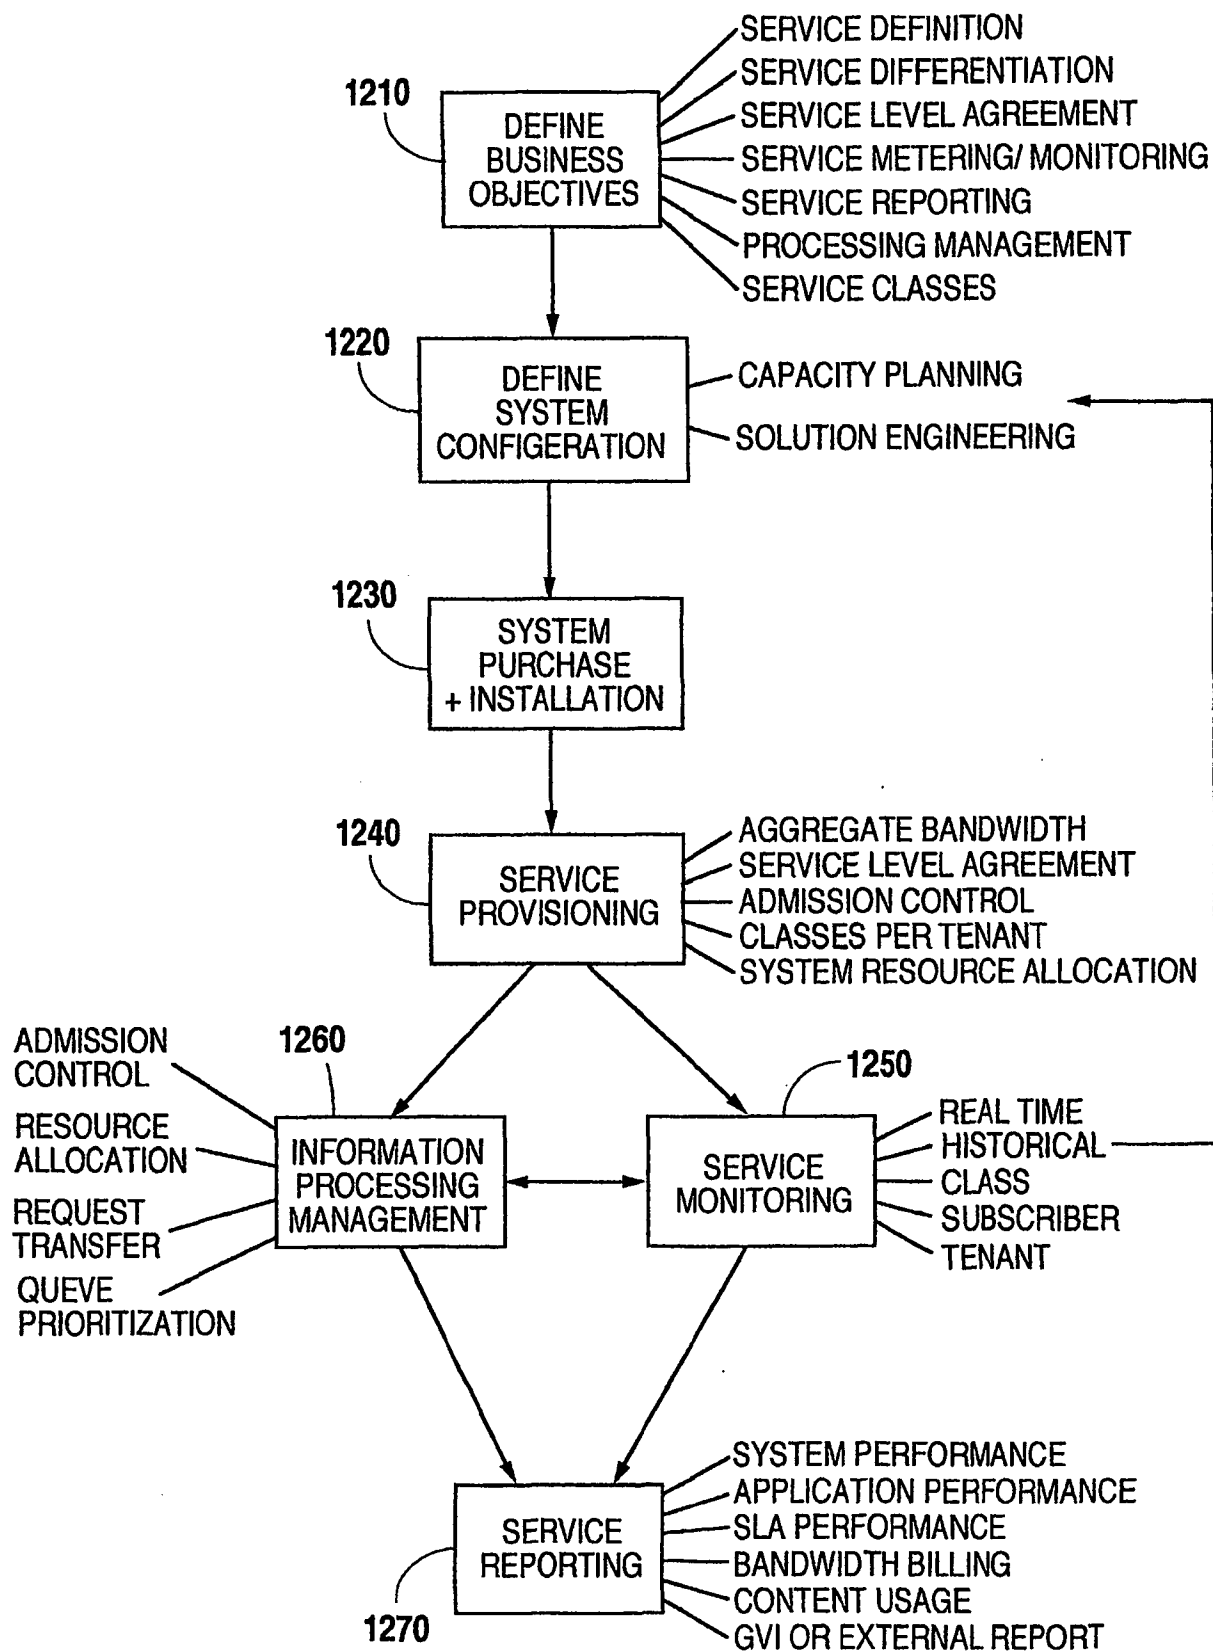 1210
DEFINE
BUSINESS
OBJECTIVES
SERVICE DEFINITION
SERVICE DIFFERENTIATION
SERVICE LEVEL AGREEMENT
SERVICE METERING/ MONITORING
SERVICE REPORTING
PROCESSING MANAGEMENT
SERVICE CLASSES
1220
DEFINE
SYSTEM
CONFIGERATION
CAPACITY PLANNING
SOLUTION ENGINEERING
1230
SYSTEM
PURCHASE
+ INSTALLATION
1240
SERVICE
PROVISIONING
AGGREGATE BANDWIDTH
SERVICE LEVEL AGREEMENT
ADMISSION CONTROL
CLASSES PER TENANT
SYSTEM RESOURCE ALLOCATION
ADMISSION
CONTROL
RESOURCE
ALLOCATION
REQUEST
TRANSFER
QUEVE
PRIORITIZATION
1260
INFORMATION
PROCESSING
MANAGEMENT
1250
SERVICE
MONITORING
REAL TIME
HISTORICAL
CLASS
SUBSCRIBER
TENANT
SERVICE
REPORTING
1270
SYSTEM PERFORMANCE
APPLICATION PERFORMANCE
SLA PERFORMANCE
BANDWIDTH BILLING
CONTENT USAGE
GVI OR EXTERNAL REPORT